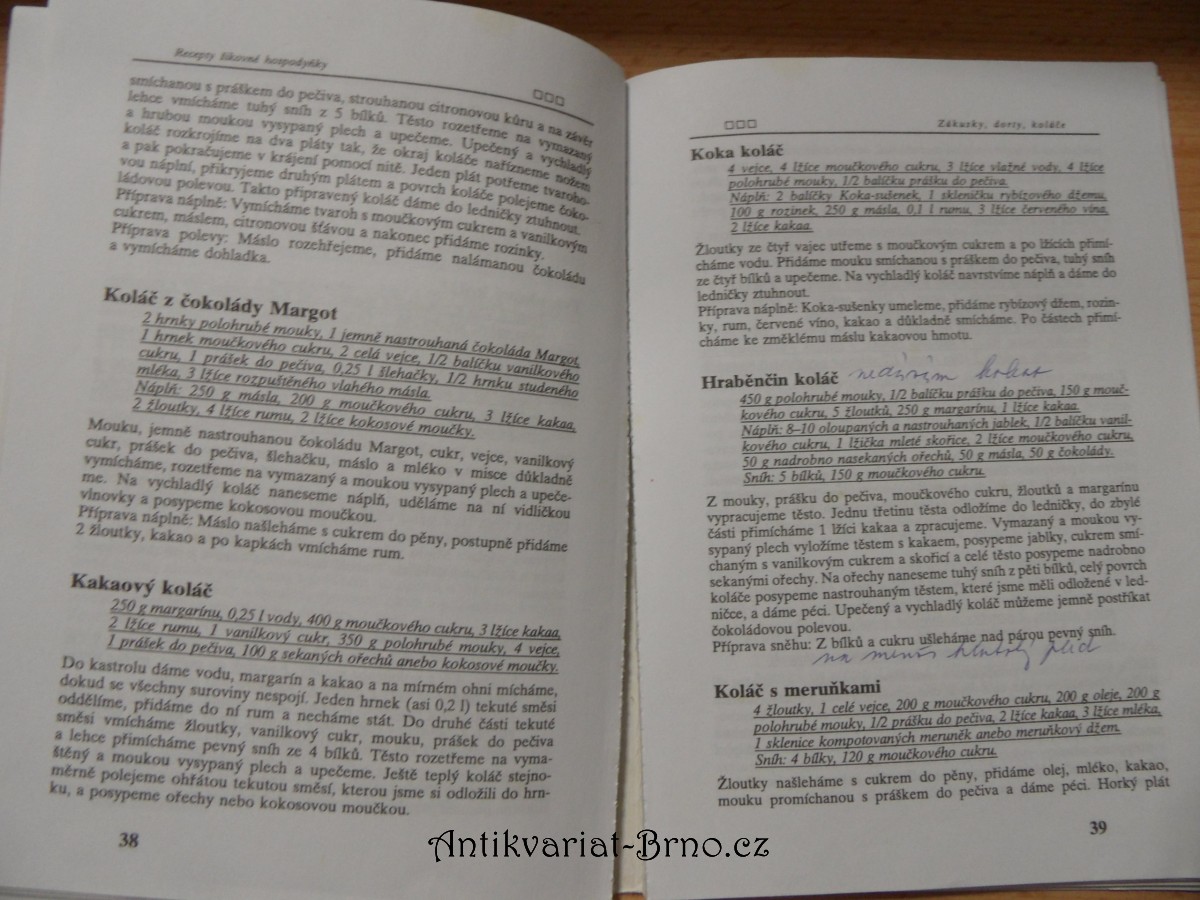 Recepty šikovné hospodyňky
smíchanou s práškem do pečiva, strouhanou citronovou kůru a na závěr
lehce vmícháme tuhý sníh z 5 bílků. Těsto rozetřeme na vymazaný
a hrubou moukou vysypaný plech a upečeme. Upečený a vychladlý
koláč rozkrojíme na dva pláty tak, že okraj koláče nařízneme nožem
a pak pokračujeme v krájení pomocí nitě. Jeden plát potřeme tvaroho-
vou náplní, přikryjeme druhým plátem a povrch koláče polejeme čoko-
ládovou polevou. Takto připravený koláč dáme do ledničky ztuhnout.
Příprava náplně: Vymícháme tvaroh s moučkovým cukrem a vanilkovým
cukrem, máslem, citronovou šťávou a nakonec přidáme rozinky.
Příprava polevy: Máslo rozehřejeme, přidáme nalámanou čokoládu
a vymícháme dohladka.
Koláč z čokolády Margot
2 hrnky polohrubé mouky, 1 jemně nastrouhaná čokoláda Margot,
1 hrnek moučkového cukru, 2 celá vejce, 1/2 balíčku vanilkového
cukru, 1 prášek do pečiva, 0,25 l šlehačky, 1/2 hrnku studeného
mléka, 3 lžíce rozpuštěného vlahého másla.
Náplň: 250 g másla, 200 g moučkového cukru, 3 lžíce kakaa,
2 žloutky, 4 lžíce rumu, 2 lžíce kokosové moučky.
Mouku, jemně nastrouhanou čokoládu Margot, cukr, vejce, vanilkový
cukr, prášek do pečiva, šlehačku, máslo a mléko v misce důkladně
vymícháme, rozetřeme na vymazaný a moukou vysypaný plech a upeče-
me. Na vychladlý koláč naneseme náplň, uděláme na ní vidličkou
vlnovky a posypeme kokosovou moučkou.
Příprava náplně: Máslo našleháme s cukrem do pěny, postupně přidáme
2 žloutky, kakao a po kapkách vmícháme rum.
Kakaový koláč
250 g margarínu, 0,25 l vody, 400 g moučkového cukru, 3 lžíce kakaa,
2 lžíce rumu, 1 vanilkový cukr, 350 g polohrubé mouky, 4 vejce,
1 prášek do pečiva, 100 g sekaných ořechů anebo kokosové moučky.
Do kastrolu dáme vodu, margarín a kakao a na mírném ohni mícháme,
dokud se všechny suroviny nespojí. Jeden hrnek (asi 0,2 l) tekuté směsi
oddělíme, přidáme do ní rum a necháme stát. Do druhé části tekuté
směsi vmícháme žloutky, vanilkový cukr, mouku, prášek do pečiva
a lehce přimícháme pevný sníh ze 4 bílků. Těsto rozetřeme na vyma-
štěný a moukou vysypaný plech a upečeme. Ještě teplý koláč stejno-
měrně polejeme ohřátou tekutou směsí, kterou jsme si odložili do hrn-
ku, a posypeme ořechy nebo kokosovou moučkou.
38
Zákusky, dorty, koláče
Koka koláč
4 vejce, 4 lžíce moučkového cukru, 3 lžíce vlažné vody, 4 lžíce
polohrubé mouky, 1/2 balíčku prášku do pečiva.
Náplň: 2 balíčky Koka-sušenek, 1 skleničku rybízového džemu,
100 g rozinek, 250 g másla, 0,1 l rumu, 3 lžíce červeného vína,
2 lžíce kakaa.
Žloutky ze čtyř vajec utřeme s moučkovým cukrem a po lžících přimí-
cháme vodu. Přidáme mouku smíchanou s práškem do pečiva, tuhý sníh
ze čtyř bílků a upečeme. Na vychladlý koláč navrstvíme náplň a dáme do
ledničky ztuhnout.
Příprava náplně: Koka-sušenky umeleme, přidáme rybízový džem, rozin-
ky, rum, červené víno, kakao a důkladně smícháme. Po částech přimí-
cháme ke změklému máslu kakaovou hmotu.
Hraběnčin koláč
450 g polohrubé mouky, 1/2 balíčku prášku do pečiva, 150 g mouč-
kového cukru, 5 žloutků, 250 g margarínu, 1 lžíce kakaa.
Náplň: 8–10 oloupaných a nastrouhaných jablek, 1/2 balíčku vanil-
kového cukru, 1 lžička mleté skořice, 2 lžíce moučkového cukru,
50 g nadrobno nasekaných ořechů, 50 g másla, 50 g čokolády.
Sníh: 5 bílků, 150 g moučkového cukru.
Z mouky, prášku do pečiva, moučkového cukru, žloutků a margarínu
vypracujeme těsto. Jednu třetinu těsta odložíme do ledničky, do zbylé
části přimícháme 1 lžíci kakaa a zpracujeme. Vymazaný a moukou vy-
sypaný plech vyložíme těstem s kakaem, posypeme jablky, cukrem smí-
chaným s vanilkovým cukrem a skořicí a celé těsto posypeme nadrobno
sekanými ořechy. Na ořechy naneseme tuhý sníh z pěti bílků, celý povrch
koláče posypeme nastrouhaným těstem, které jsme měli odložené v led-
ničce, a dáme péci. Upečený a vychladlý koláč můžeme jemně postříkat
čokoládovou polevou.
Příprava sněhu: Z bílků a cukru ušleháme nad párou pevný sníh.
na menší hluboký plech
Koláč s meruňkami
4 žloutky, 1 celé vejce, 200 g moučkového cukru, 200 g oleje, 200 g
polohrubé mouky, 1/2 prášku do pečiva, 2 lžíce kakaa, 3 lžíce mléka,
1 sklenice kompotovaných meruněk anebo meruňkový džem.
Sníh: 4 bílky, 120 g moučkového cukru.
Žloutky našleháme s cukrem do pěny, přidáme olej, mléko, kakao,
mouku promíchanou s práškem do pečiva a dáme péci. Horký plát
39
Antikvariat-Brno.cz